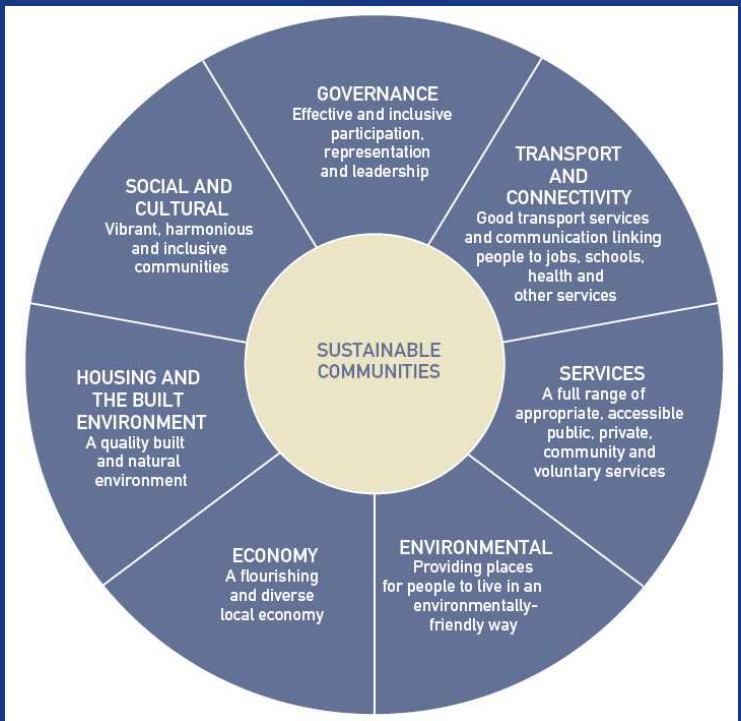 GOVERNANCE
Effective and inclusive
participation,
representation
and leadership
TRANSPORT
AND
CONNECTIVITY
Good transport services
and communication linking
people to jobs, schools,
health and
other services
SERVICES
A full range of
appropriate, accessible
public, private,
community and
voluntary services
ENVIRONMENTAL
Providing places
for people to live in an
environmentally-
friendly way
ECONOMY
A flourishing
and diverse
local economy
HOUSING AND
THE BUILT
ENVIRONMENT
A quality built
and natural
environment
SOCIAL AND
CULTURAL
Vibrant, harmonious
and inclusive
communities
SUSTAINABLE
COMMUNITIES